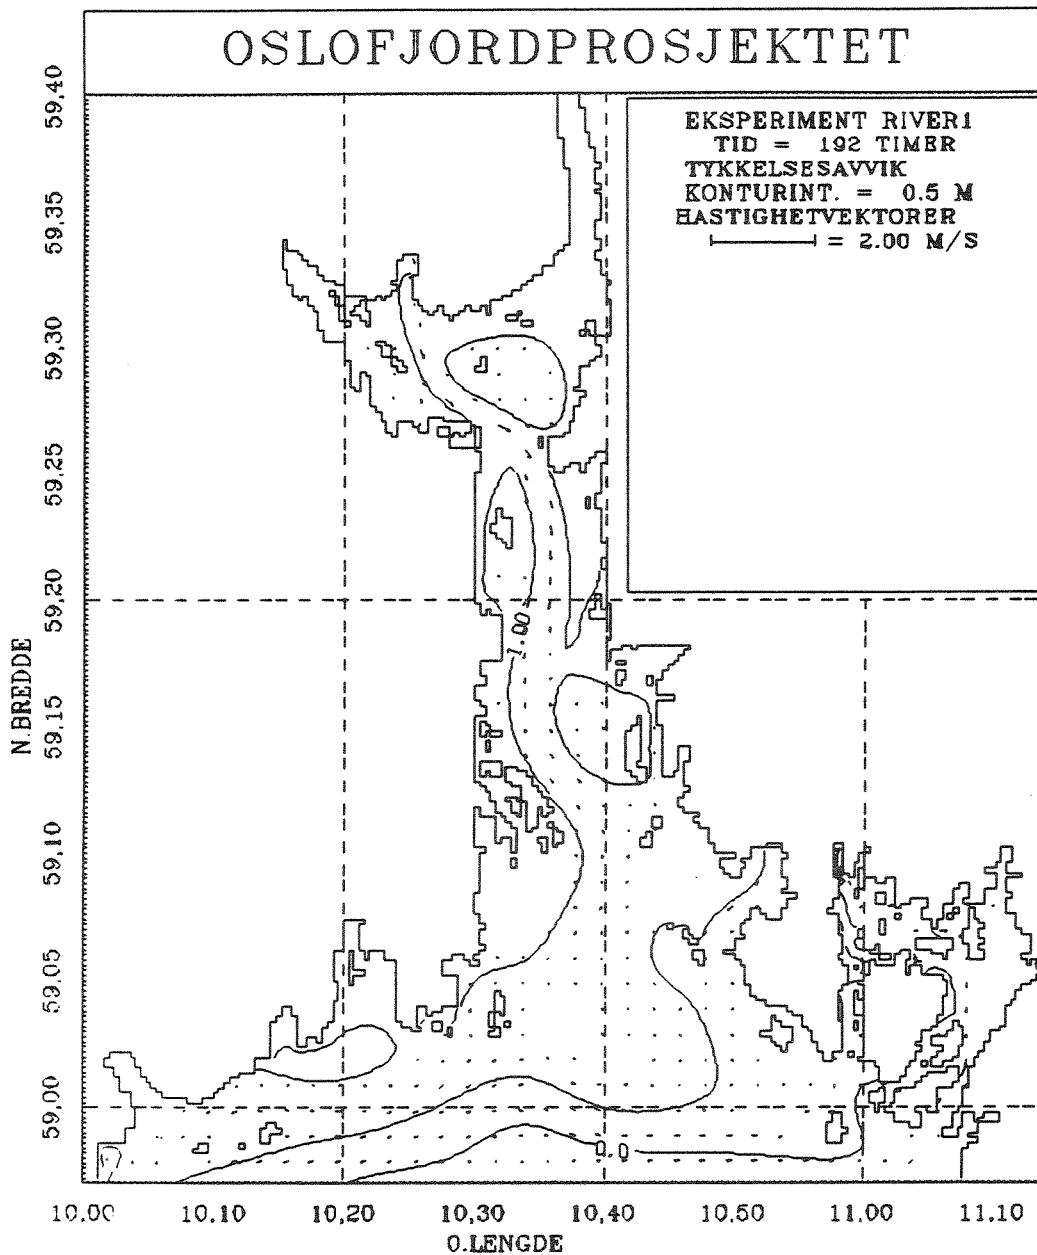 OSLOFJORDPROSJEKTET
EKSPERIMENT RIVER1
TID = 192 TIMER
TYKKELSESAVVIK
KONTURINT. = 0.5 M
HASTIGHETVEKTORER
= 2.00 M/S
59,40
59,35
59,30
59,25
59,20
59,15
59,10
59,05
59,00
N.BREDDE
1.00
0.0
10,00 10,10 10,20 10,30 10,40 10,50 11,00 11,10
O.LENGDE